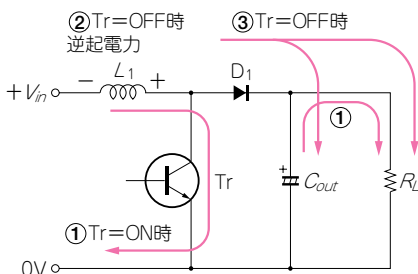 ②Tr=OFF時
逆起電力
③Tr=OFF時
− L₁ +
D₁
+Vin
①
Tr
+
Cout
RL
①Tr=ON時
0V